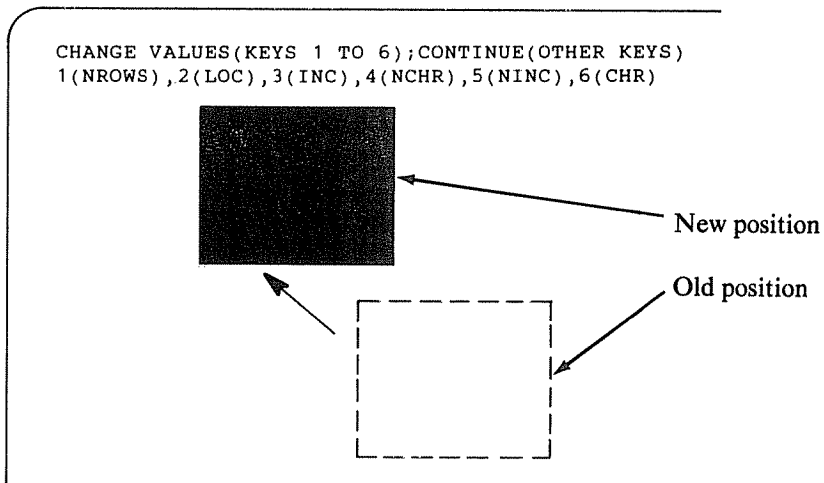 CHANGE VALUES(KEYS 1 TO 6);CONTINUE(OTHER KEYS)
1(NROWS),2(LOC),3(INC),4(NCHR),5(NINC),6(CHR)
New position
Old position